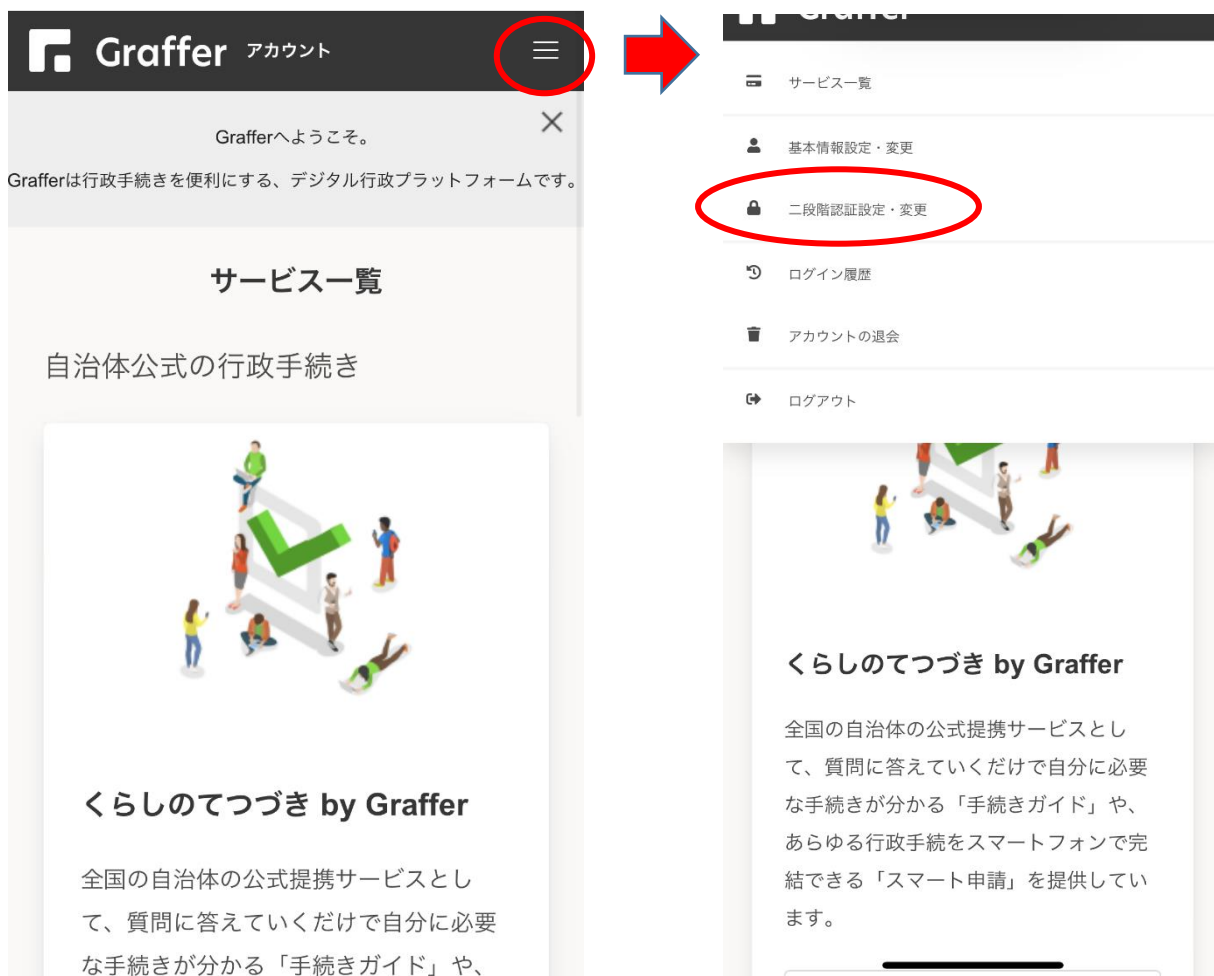 Graffer アカウント
Grafferへようこそ。
Grafferは行政手続きを便利にする、デジタル行政プラットフォームです。
サービス一覧
自治体公式の行政手続き
くらしのてつづき by Graffer
全国の自治体の公式提携サービスとし
て、質問に答えていくだけで自分に必要
な手続きが分かる「手続きガイド」や、
Graffer
サービス一覧
基本情報設定・変更
二段階認証設定・変更
ログイン履歴
アカウントの退会
ログアウト
くらしのてつづき by Graffer
全国の自治体の公式提携サービスとし
て、質問に答えていくだけで自分に必要
な手続きが分かる「手続きガイド」や、
あらゆる行政手続をスマートフォンで完
結できる「スマート申請」を提供してい
ます。